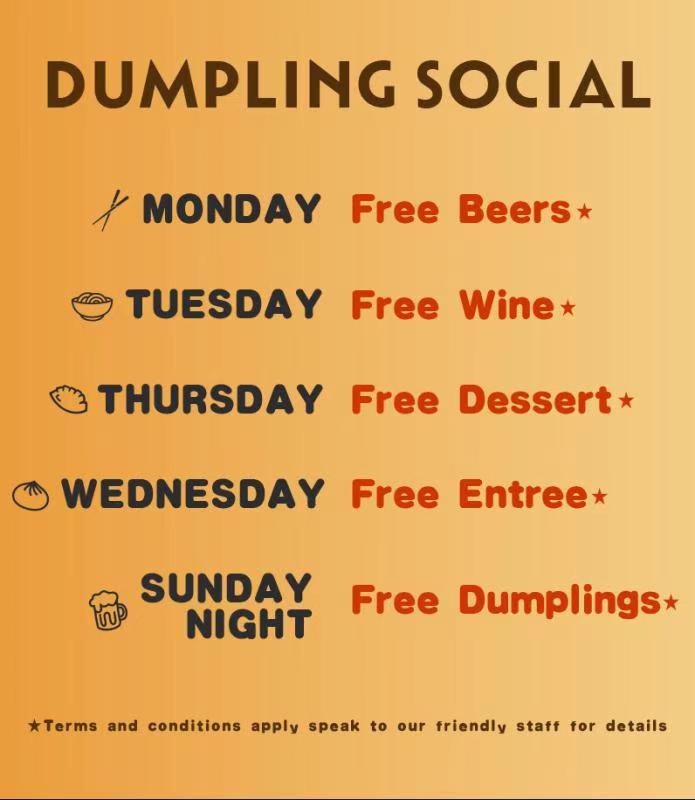 DUMPLING SOCIAL
MONDAY Free Beers★
TUESDAY Free Wine★
THURSDAY Free Dessert★
WEDNESDAY Free Entree★
SUNDAY
NIGHT Free Dumplings★
★Terms and conditions apply speak to our friendly staff for details